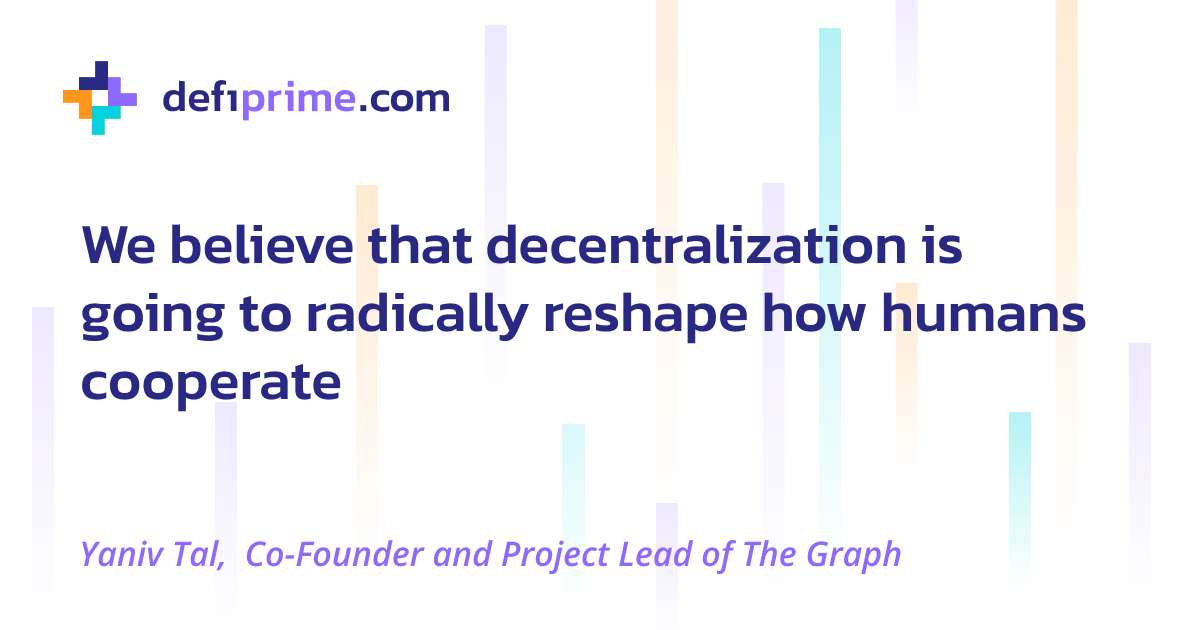 defiprime.com
We believe that decentralization is
going to radically reshape how humans
cooperate
Yaniv Tal, Co-Founder and Project Lead of The Graph